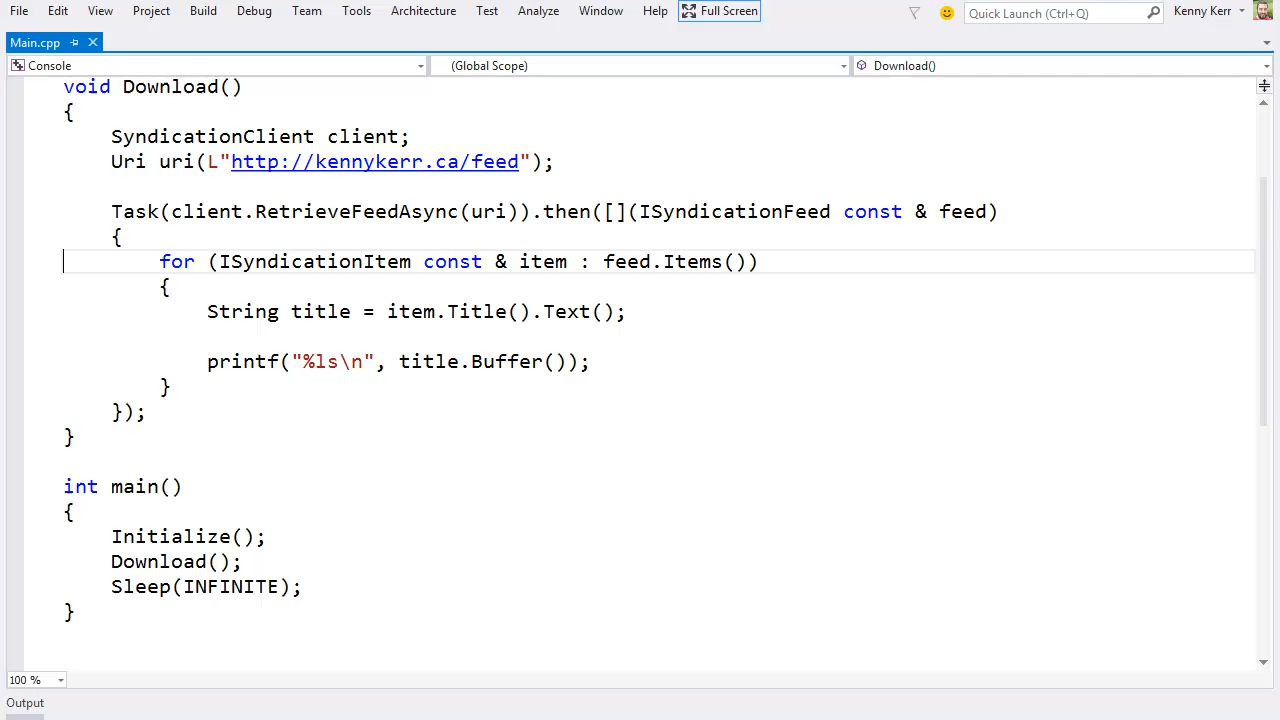 File Edit View Project Build Debug Team Tools Architecture Test Analyze Window Help Full Screen Quick Launch (Ctrl+Q) Kenny Kerr
Main.cpp
Console (Global Scope) Download()
void Download()
{
SyndicationClient client;
Uri uri(L"http://kennykerr.ca/feed");
Task(client.RetrieveFeedAsync(uri)).then([](ISyndicationFeed const & feed)
{
for (ISyndicationItem const & item : feed.Items())
{
String title = item.Title().Text();
printf("%ls\n", title.Buffer());
}
});
}
int main()
{
Initialize();
Download();
Sleep(INFINITE);
}
100 %
Output